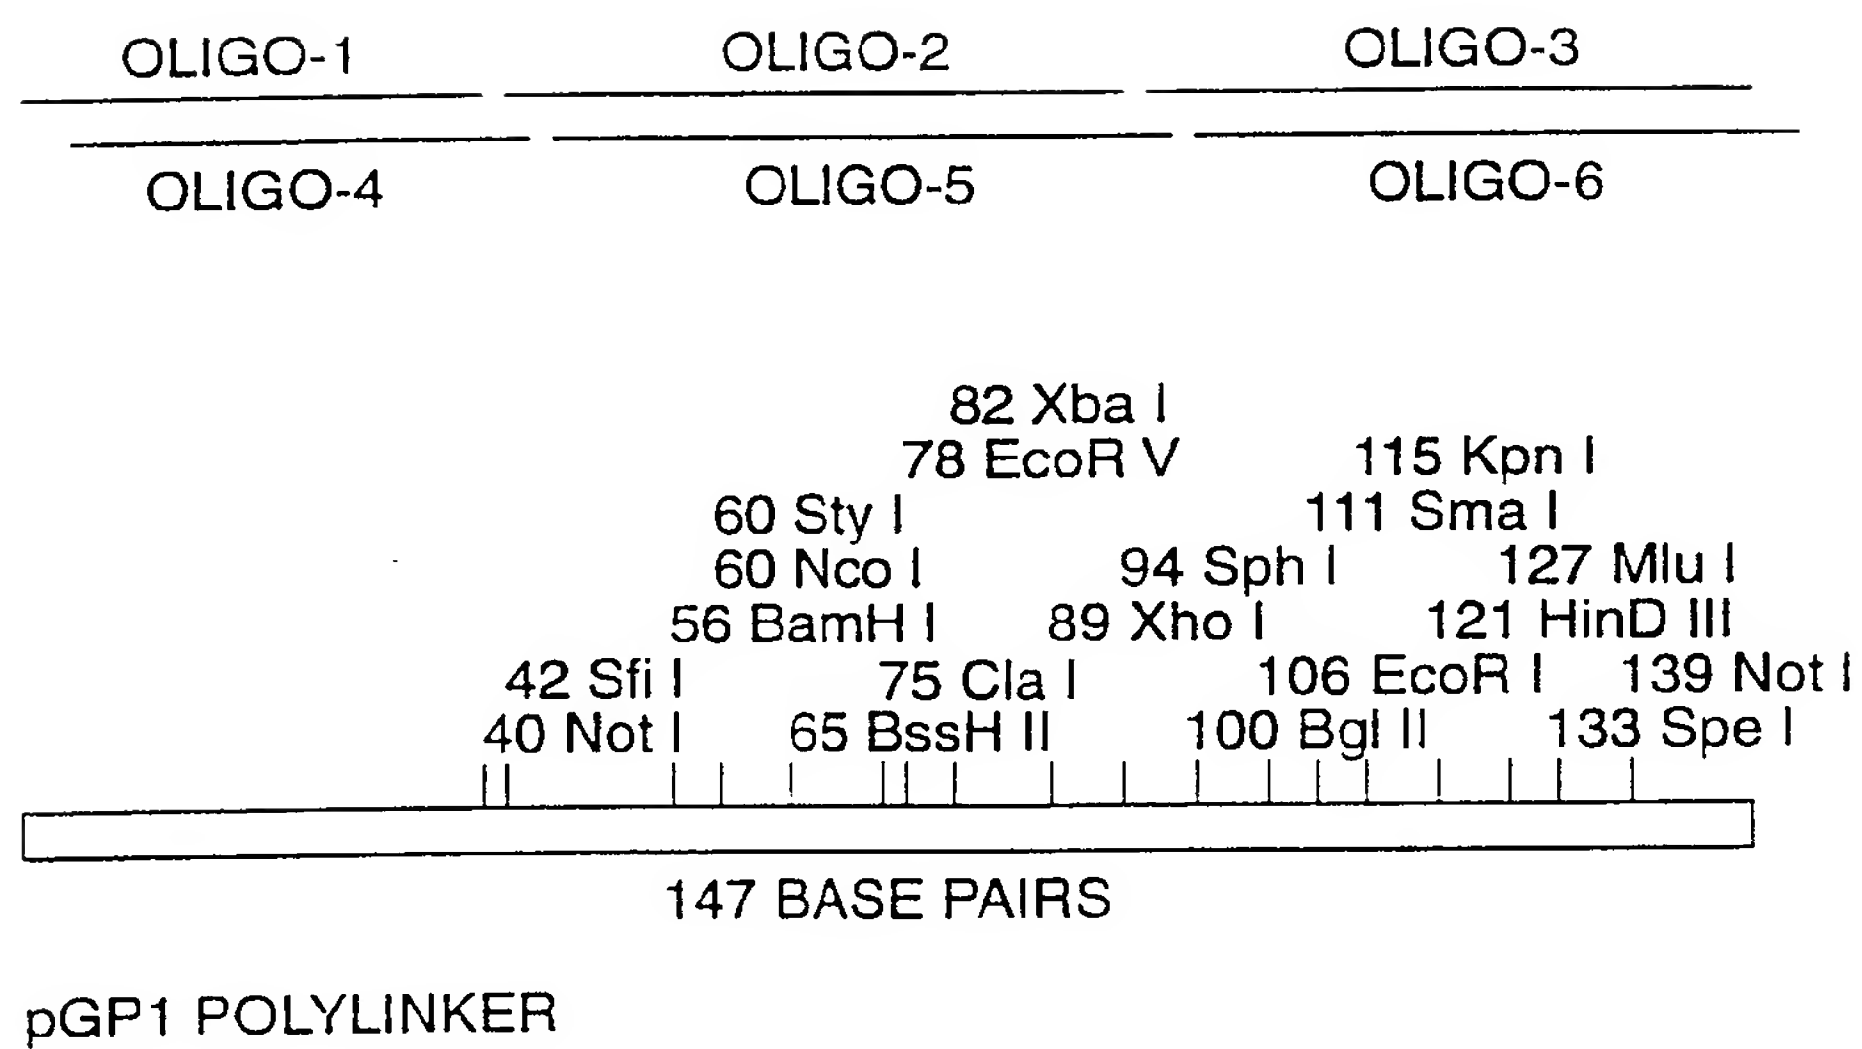 OLIGO-1 OLIGO-2 OLIGO-3
OLIGO-4 OLIGO-5 OLIGO-6
82 Xba I
78 EcoR V 115 Kpn I
60 Sty I 111 Sma I
60 Nco I 94 Sph I 127 Mlu I
56 BamH I 89 Xho I 121 HinD III
42 Sfi I 75 Cla I 106 EcoR I 139 Not I
40 Not I 65 BssH II 100 Bgl II 133 Spe I
147 BASE PAIRS
pGP1 POLYLINKER